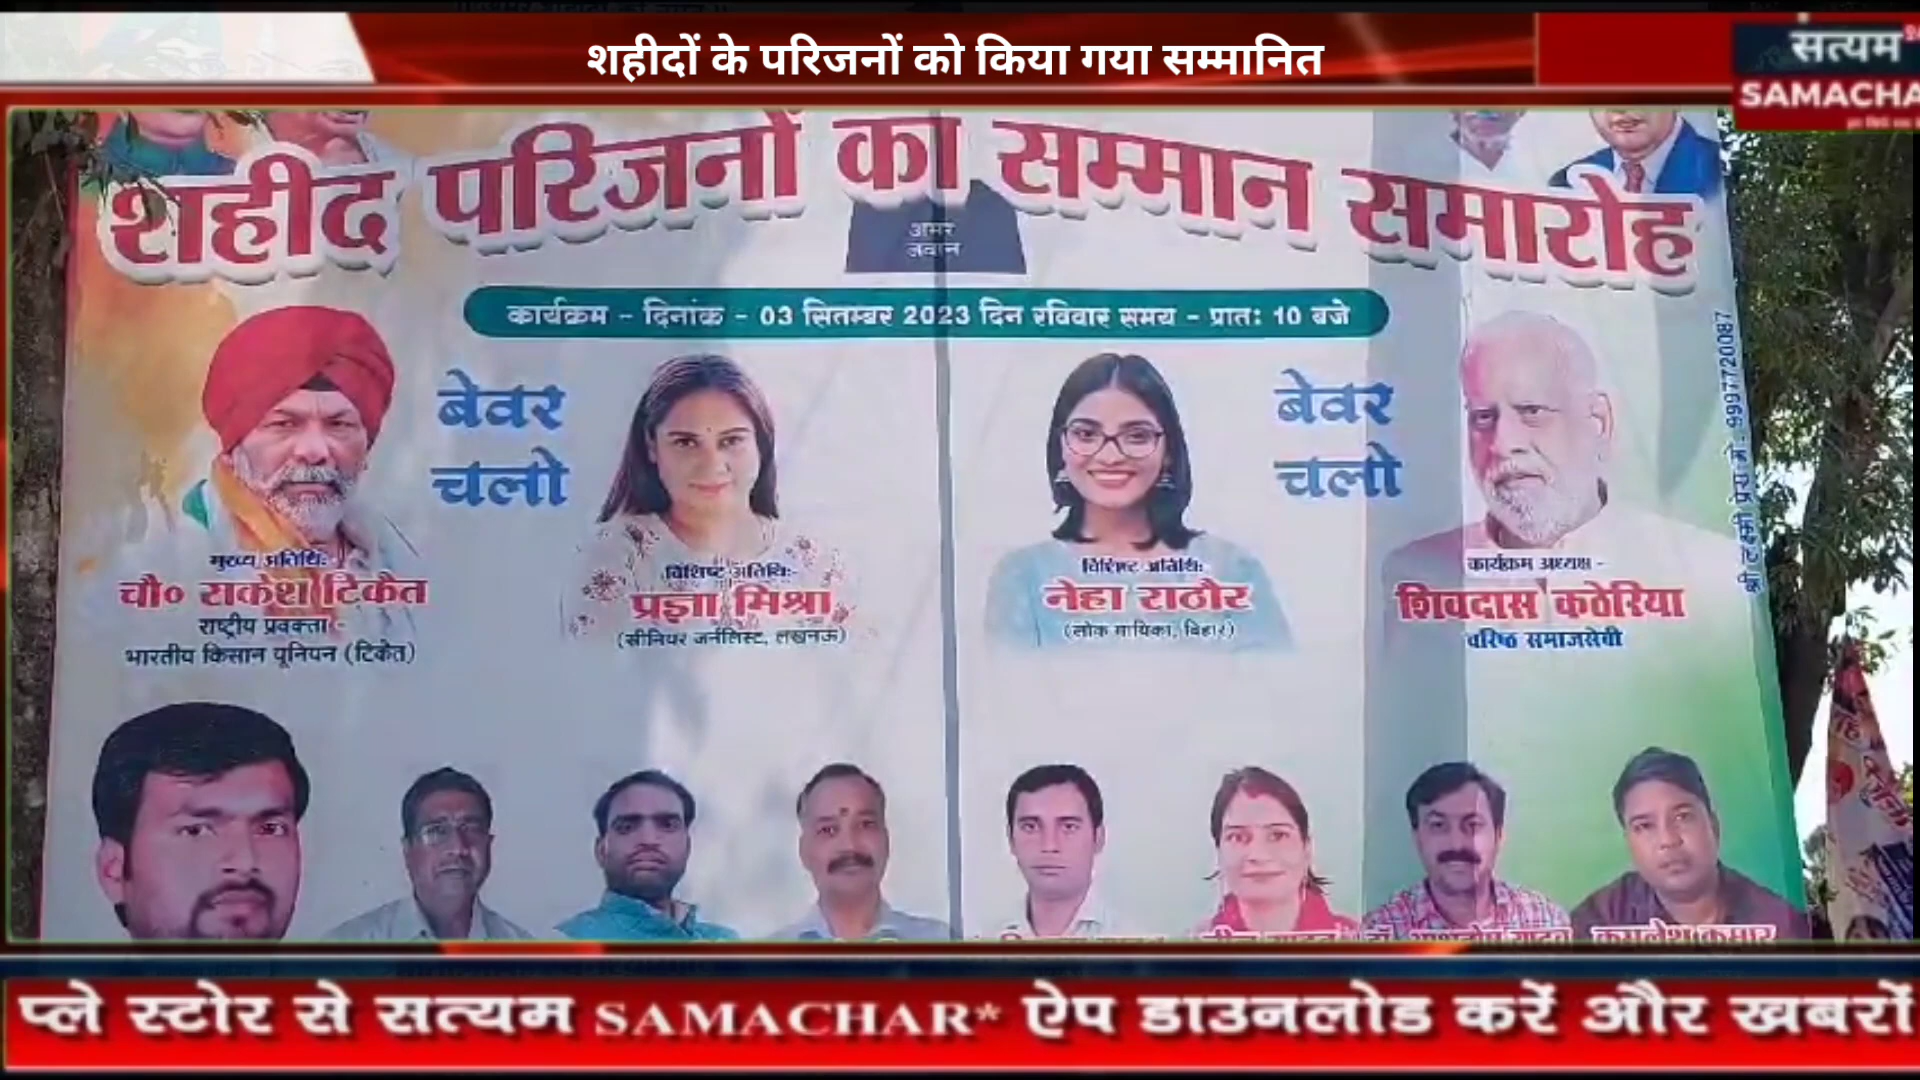 शहीदों के परिजनों को किया गया सम्मानित
सत्यम
SAMACHA
शहीद परिजनों का सम्मान समारोह
अमर
जवान
कार्यक्रम - दिनांक - 03 सितम्बर 2023 दिन रविवार समय - प्रातः 10 बजे
बेवर
चलो
बेवर
चलो
मुख्य अतिथि:
चौ० राकेश टिकैत
राष्ट्रीय प्रवक्ता -
भारतीय किसान यूनियन (टिकैत)
विशिष्ट अतिथि:-
प्रज्ञा मिश्रा
(सीनियर जर्नलिस्ट, लखनऊ)
विशिष्ट अतिथि:
नेहा राठौर
(लोक गायिका, बिहार)
कार्यक्रम अध्यक्ष -
शिवदास कठेरिया
वरिष्ठ समाजसेवी
मो. 9997720087
कमलेश कुमार
प्ले स्टोर से सत्यम SAMACHAR* ऐप डाउनलोड करें और खबरों